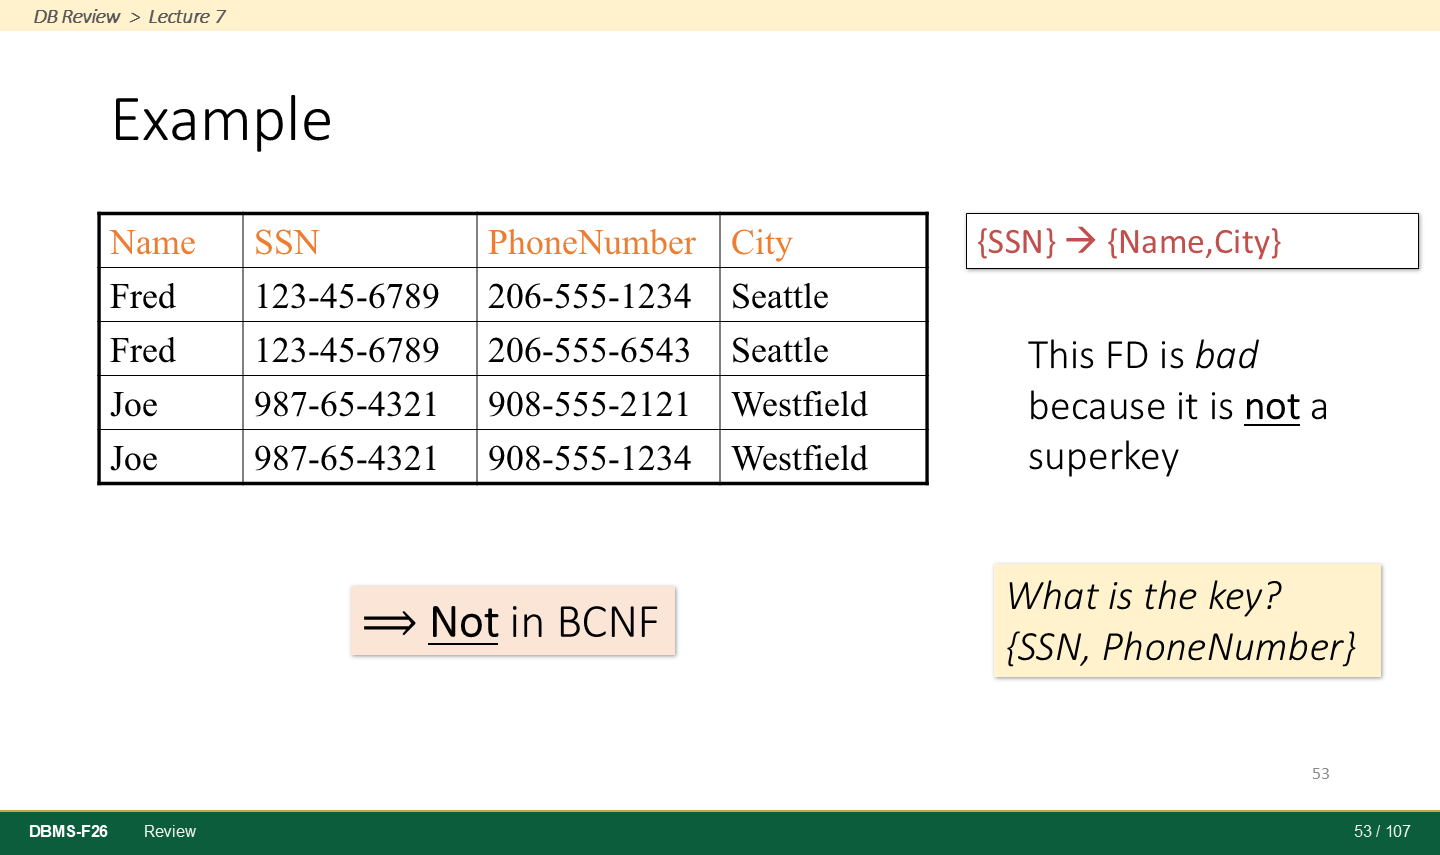 DB Review > Lecture 7
Example
Name SSN PhoneNumber City
Fred 123-45-6789 206-555-1234 Seattle
Fred 123-45-6789 206-555-6543 Seattle
Joe 987-65-4321 908-555-2121 Westfield
Joe 987-65-4321 908-555-1234 Westfield
{SSN} → {Name,City}
This FD is bad
because it is not a
superkey
⟹ Not in BCNF
What is the key?
{SSN, PhoneNumber}
53
DBMS-F26 Review 53 / 107